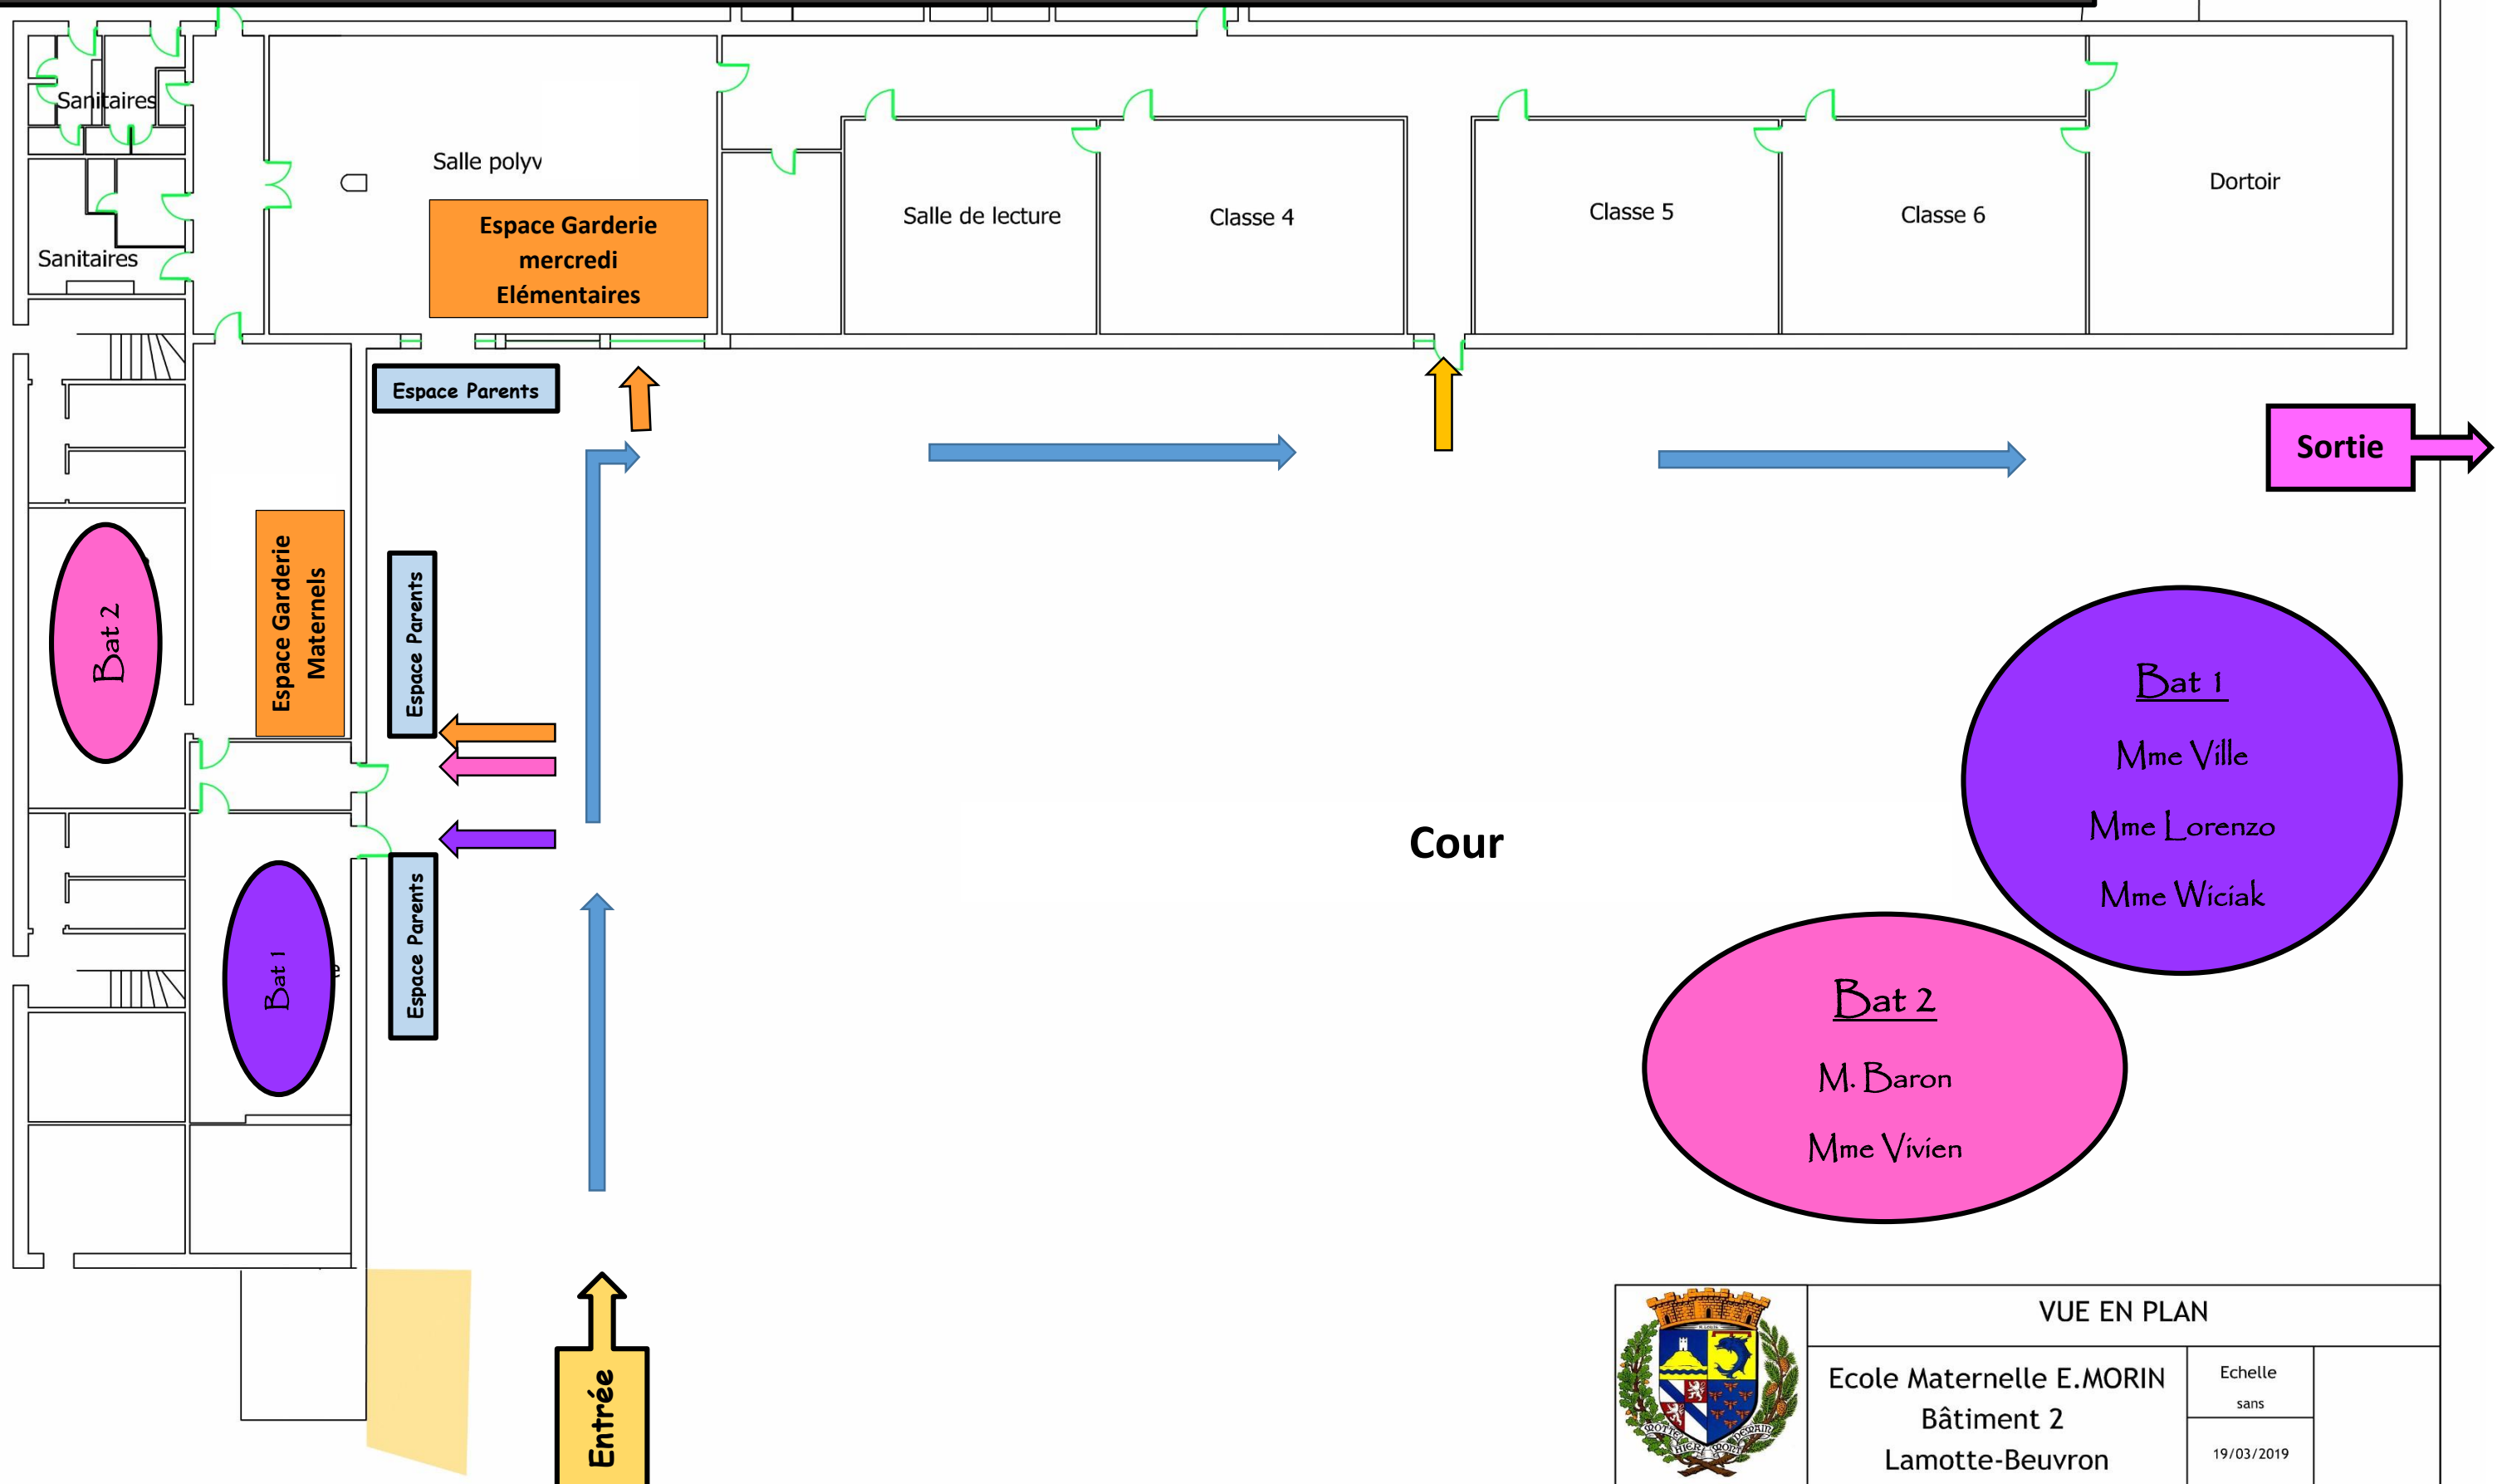 Sanitaires
Salle polyv
Espace Garderie
mercredi
Elémentaires
Salle de lecture
Classe 4
Classe 5
Classe 6
Dortoir
Sanitaires
Espace Parents
Sortie
Espace Garderie
Maternels
Espace Parents
Bat 2
Bat 1
Mme Ville
Mme Lorenzo
Mme Wiciak
Cour
Espace Parents
Bat 1
Bat 2
M. Baron
Mme Vivien
Entrée
VUE EN PLAN
Ecole Maternelle E.MORIN
Bâtiment 2
Lamotte-Beuvron
Echelle
sans
19/03/2019